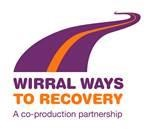 WIRRAL WAYS
TO RECOVERY
A co-production partnership